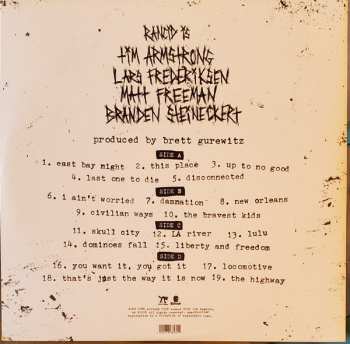 RANCID IS
TIM ARMSTRONG
LARS FREDERIKSEN
MATT FREEMAN
BRANDEN STEINECKERT
produced by brett gurewitz
SIDE A
1. east bay night 2. this place 3. up to no good
4. last one to die 5. disconnected
SIDE B
6. i ain't worried 7. damnation 8. new orleans
9. civilian ways 10. the bravest kids
SIDE C
11. skull city 12. LA river 13. lulu
14. dominoes fall 15. liberty and freedom
SIDE D
16. you want it, you got it 17. locomotive
18. that's just the way it is now 19. the highway